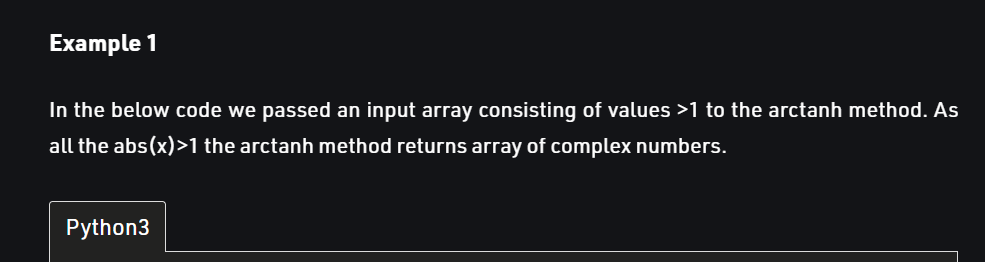 Example 1
In the below code we passed an input array consisting of values >1 to the arctanh method. As
all the abs(x)>1 the arctanh method returns array of complex numbers.
Python3